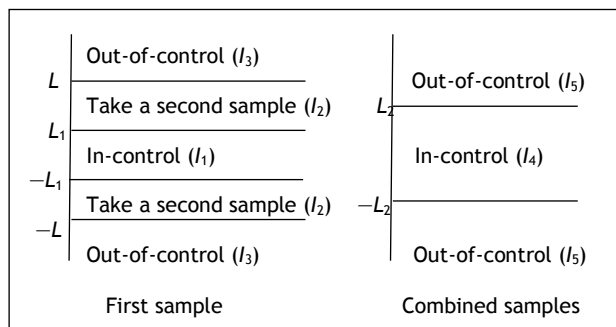 Out-of-control (I₃)
L
Take a second sample (I₂)
L₁
In-control (I₁)
−L₁
Take a second sample (I₂)
−L
Out-of-control (I₃)
First sample
Out-of-control (I₅)
L₂
In-control (I₄)
−L₂
Out-of-control (I₅)
Combined samples